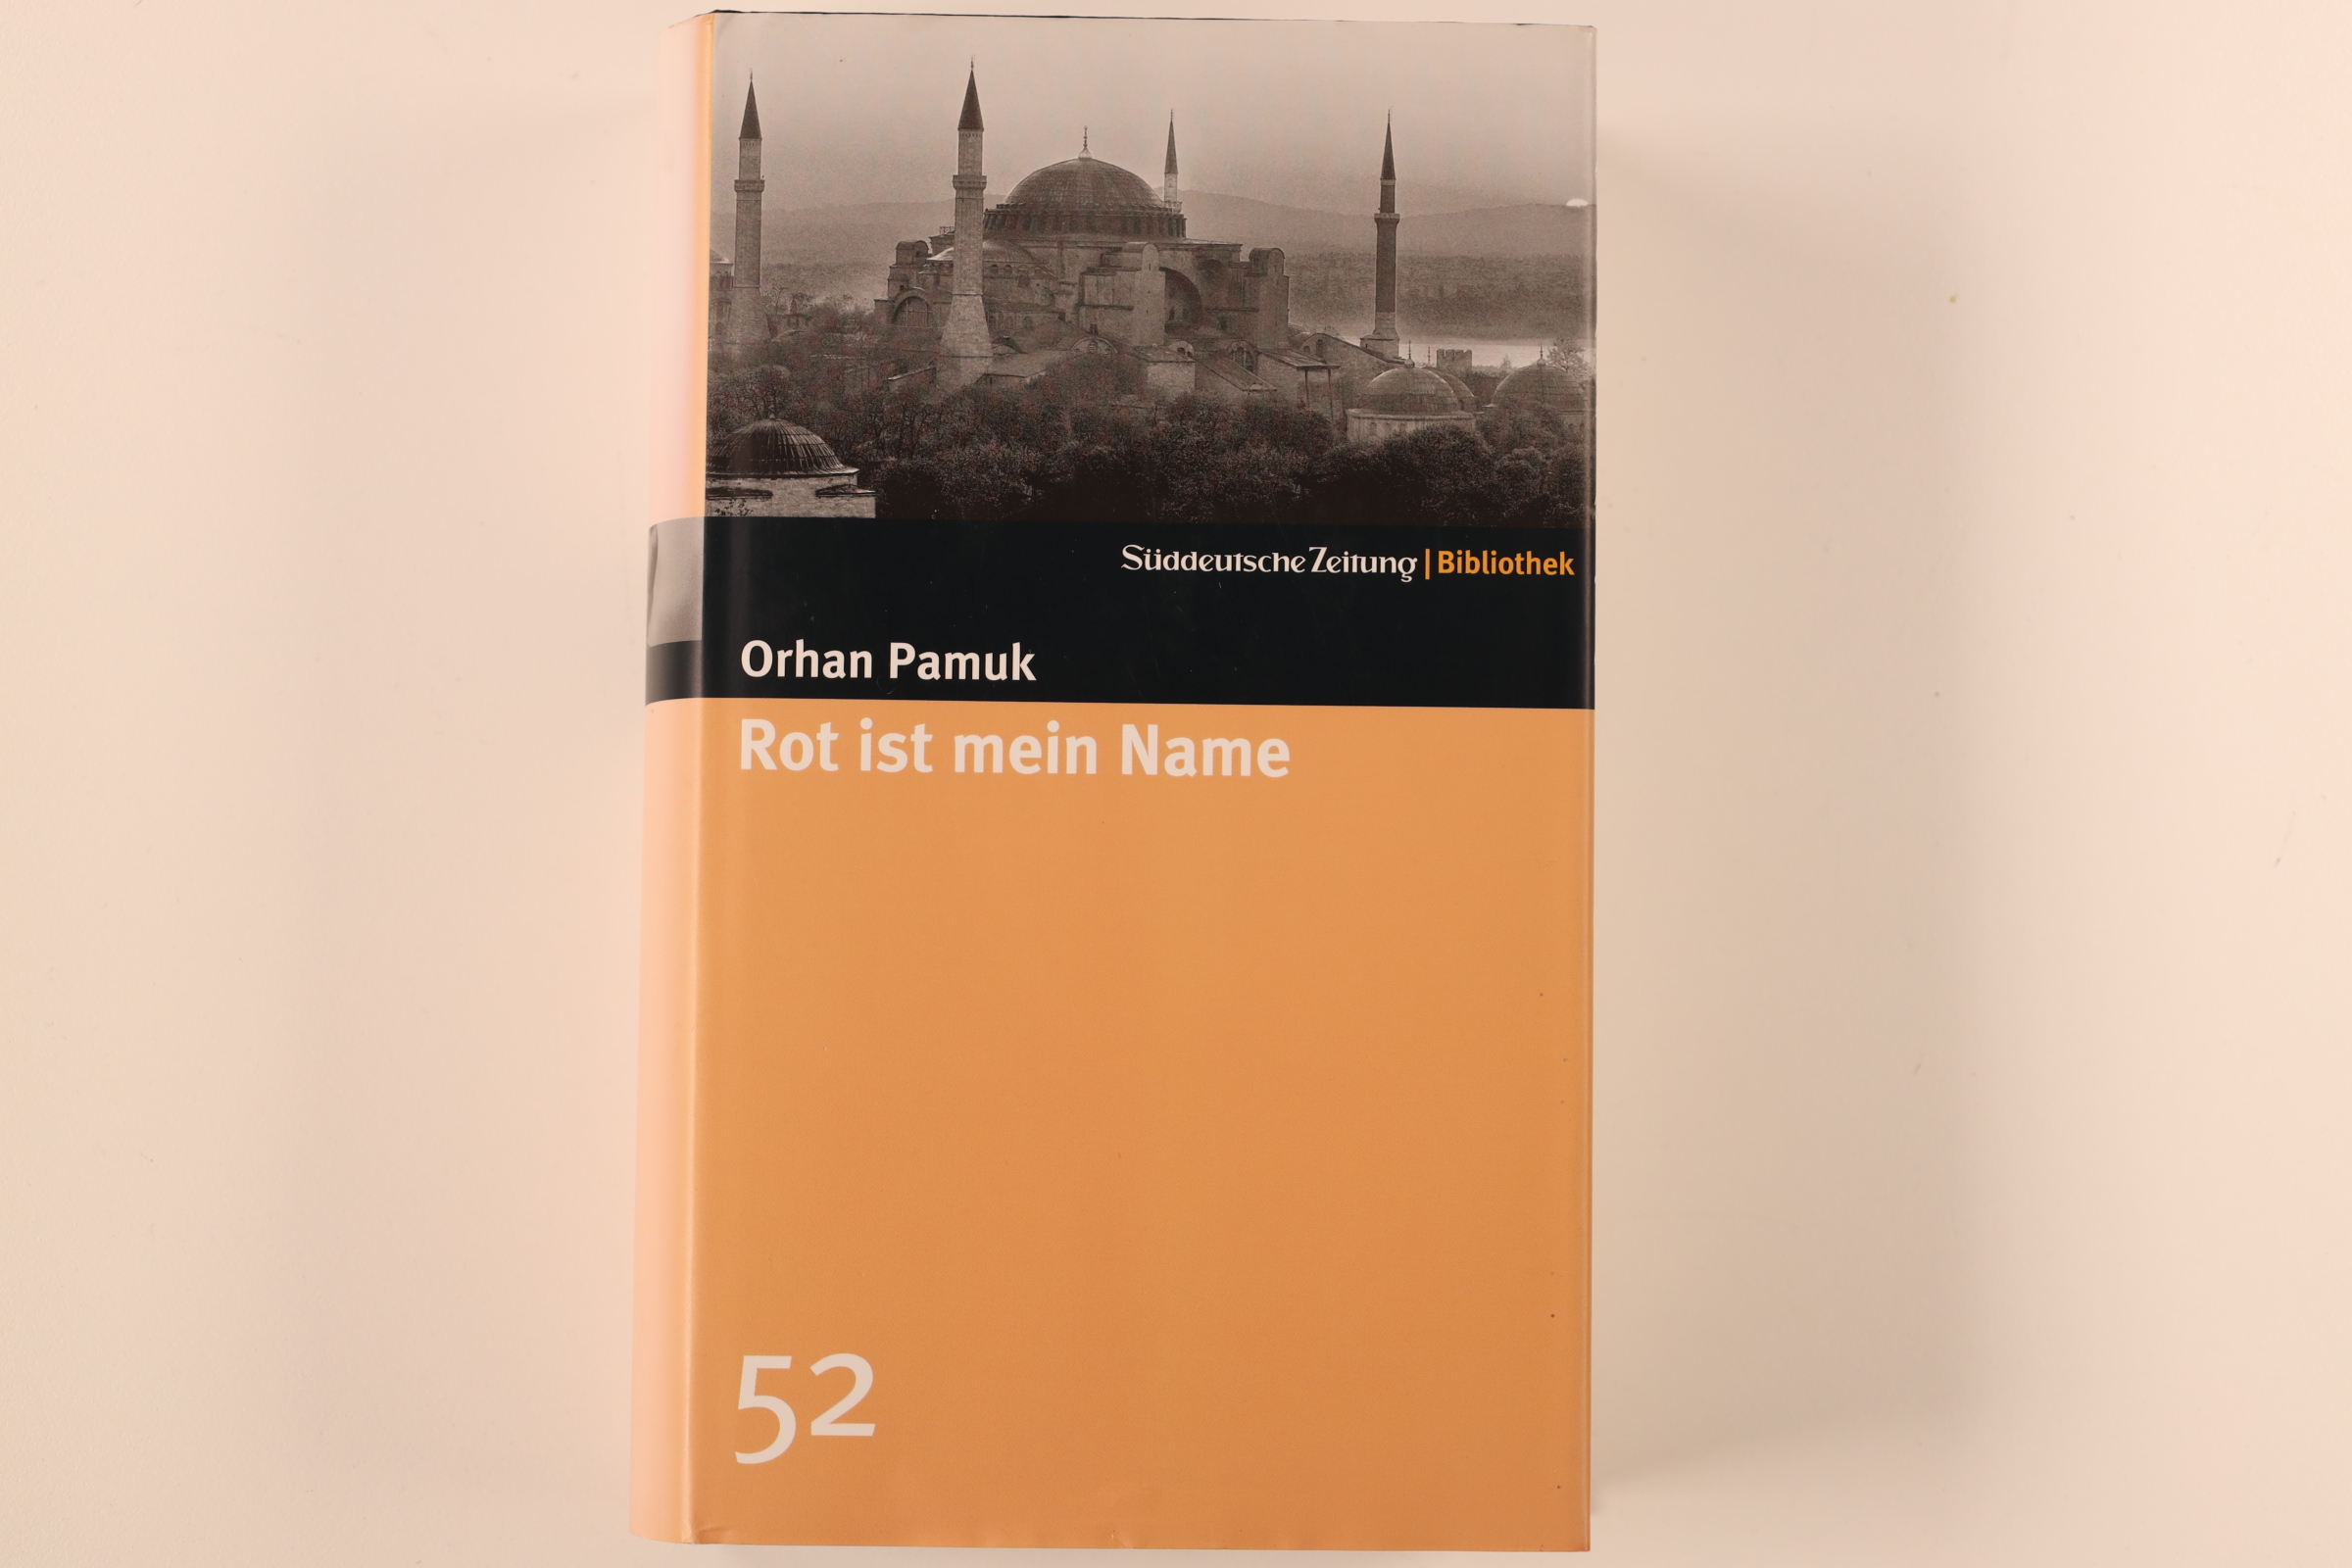 Süddeutsche Zeitung | Bibliothek
Orhan Pamuk
Rot ist mein Name
52